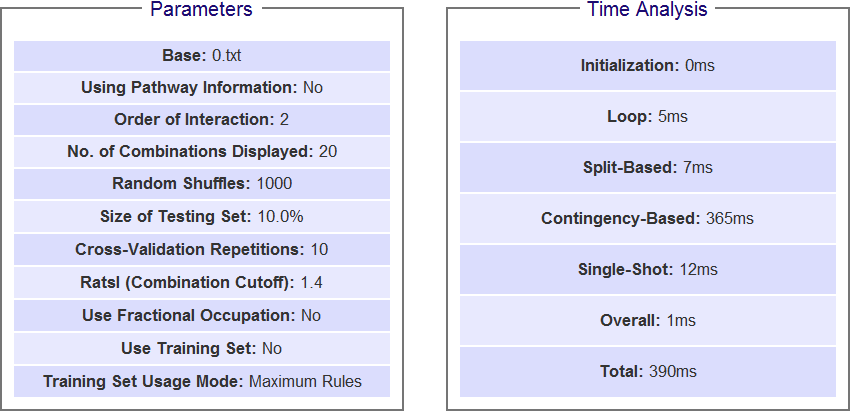 Parameters
Base: 0.txt
Using Pathway Information: No
Order of Interaction: 2
No. of Combinations Displayed: 20
Random Shuffles: 1000
Size of Testing Set: 10.0%
Cross-Validation Repetitions: 10
Ratsl (Combination Cutoff): 1.4
Use Fractional Occupation: No
Use Training Set: No
Training Set Usage Mode: Maximum Rules
Time Analysis
Initialization: 0ms
Loop: 5ms
Split-Based: 7ms
Contingency-Based: 365ms
Single-Shot: 12ms
Overall: 1ms
Total: 390ms